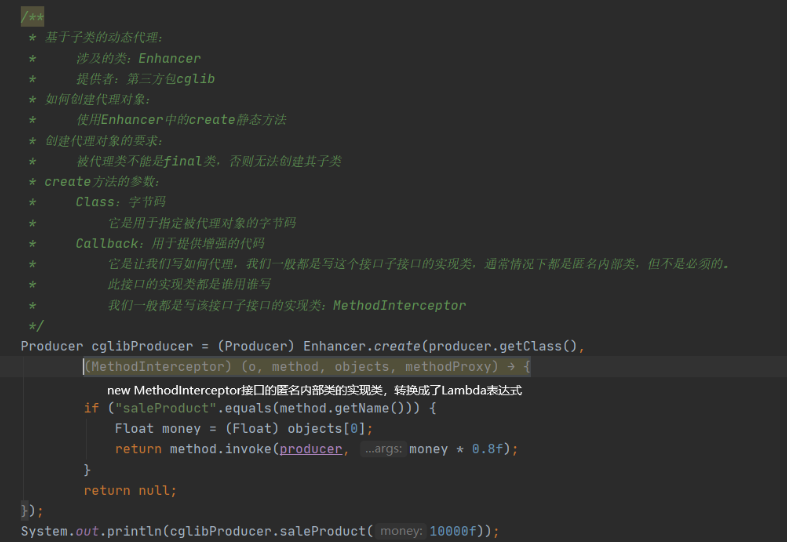 /**
 * 基于子类的动态代理：
 *     涉及的类：Enhancer
 *     提供者：第三方包cglib
 * 如何创建代理对象：
 *     使用Enhancer中的create静态方法
 * 创建代理对象的要求：
 *     被代理类不能是final类，否则无法创建其子类
 * create方法的参数：
 *     Class：字节码
 *         它是用于指定被代理对象的字节码
 *     Callback：用于提供增强的代码
 *         它是让我们写如何代理，我们一般都是写这个接口子接口的实现类，通常情况下都是匿名内部类，但不是必须的.
 *         此接口的实现类都是谁用谁写
 *         我们一般都是写该接口子接口的实现类：MethodInterceptor
 */
Producer cglibProducer = (Producer) Enhancer.create(producer.getClass(),
        (MethodInterceptor) (o, method, objects, methodProxy) → {
            new MethodInterceptor接口的匿名内部类的实现类，转换成了Lambda表达式
        if ("saleProduct".equals(method.getName())) {
            Float money = (Float) objects[0];
            return method.invoke(producer, ...args: money * 0.8f);
        }
        return null;
});
System.out.println(cglibProducer.saleProduct( money: 10000f));